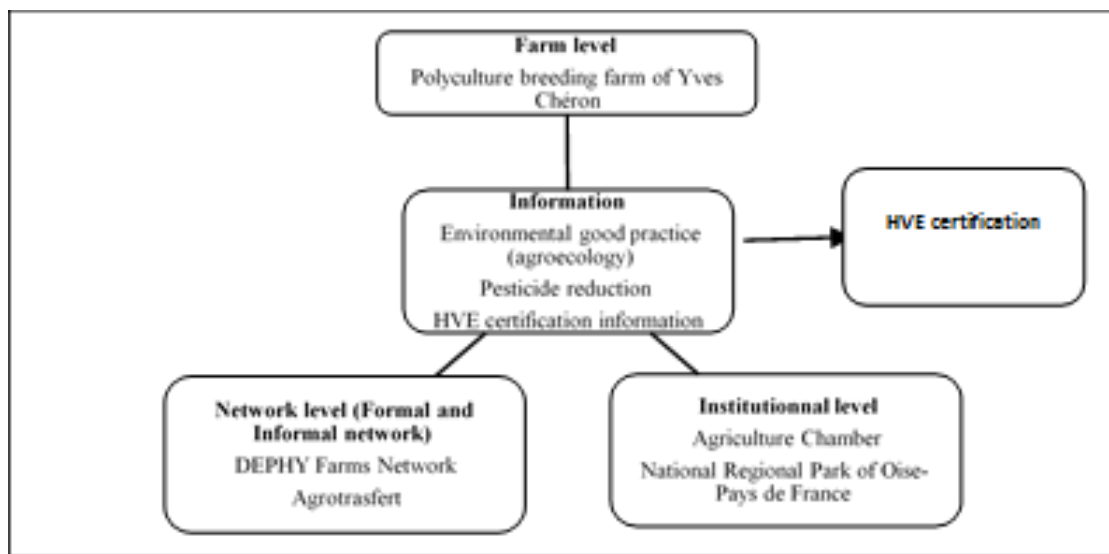 Farm level
Polyculture breeding farm of Yves
Chéron
Information
Environmental good practice
(agroecology)
Pesticide reduction
HVE certification information
HVE certification
Network level (Formal and
Informal network)
DEPHY Farms Network
Agrotrasfert
Institutionnal level
Agriculture Chamber
National Regional Park of Oise-
Pays de France